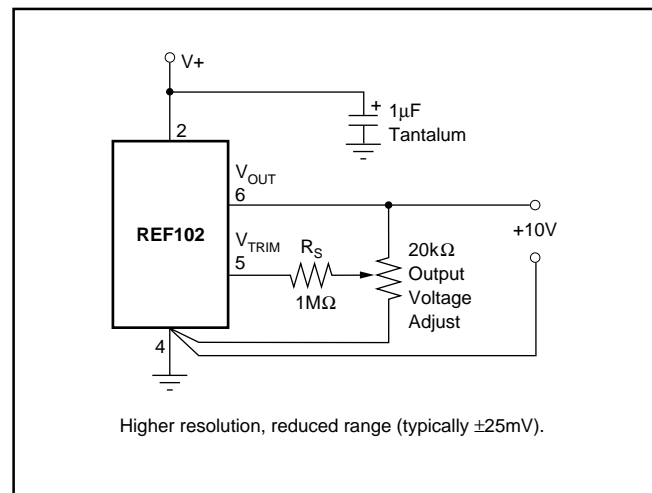 V+
+ 1μF
Tantalum
2
VOUT
6
REF102
VTRIM
5
RS
1MΩ
20kΩ
Output
Voltage
Adjust
+10V
4
Higher resolution, reduced range (typically ±25mV).